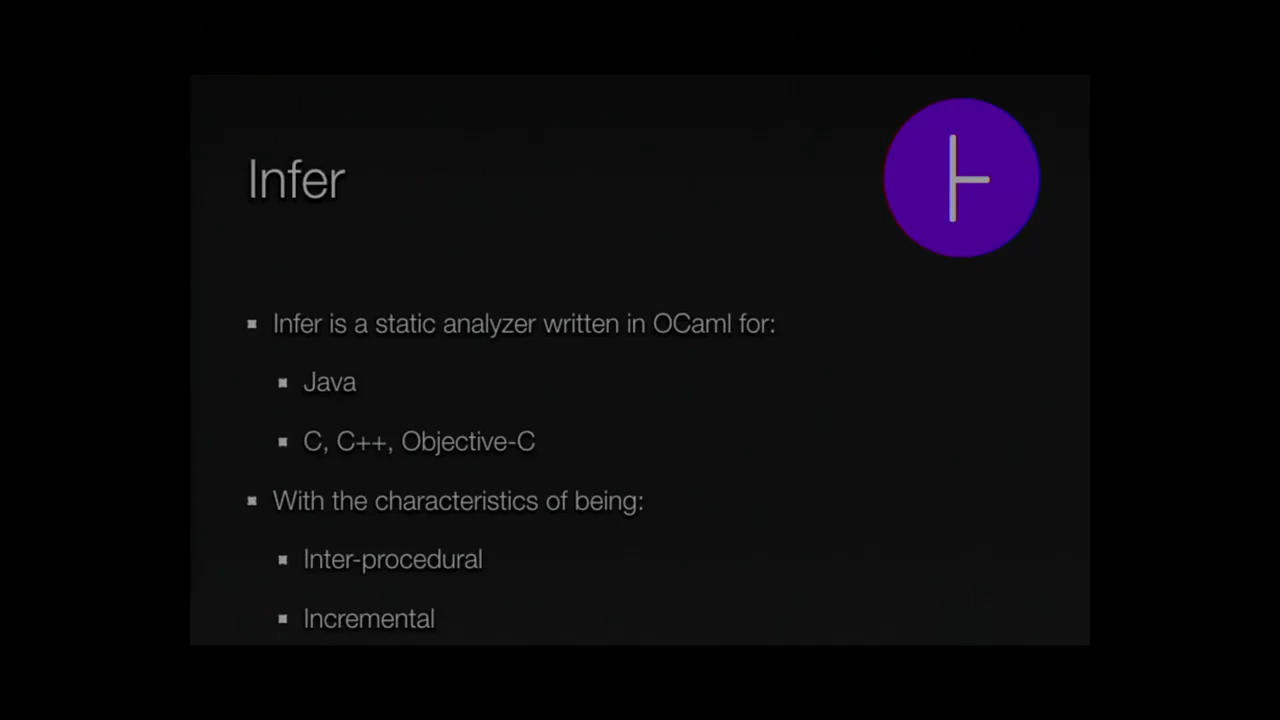 Infer
Infer is a static analyzer written in OCaml for:
Java
C, C++, Objective-C
With the characteristics of being:
Inter-procedural
Incremental